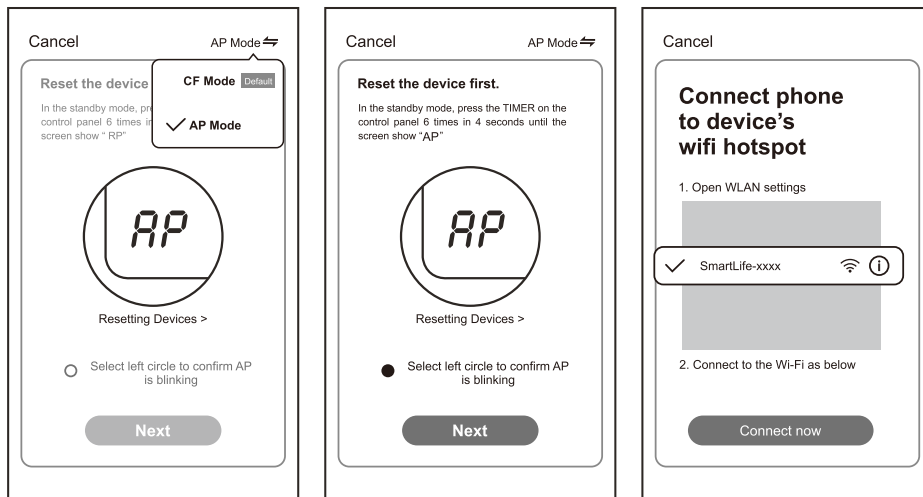 Cancel
AP Mode
Reset the device
CF Mode Default
In the standby mode, pre
control panel 6 times in
AP Mode
screen show “ RP”
AP
Resetting Devices >
Select left circle to confirm AP
is blinking
Next
Cancel
AP Mode
Reset the device first.
In the standby mode, press the TIMER on the
control panel 6 times in 4 seconds until the
screen show “AP”
AP
Resetting Devices >
Select left circle to confirm AP
is blinking
Next
Cancel
Connect phone
to device’s
wifi hotspot
1. Open WLAN settings
SmartLife-xxxx
2. Connect to the Wi-Fi as below
Connect now